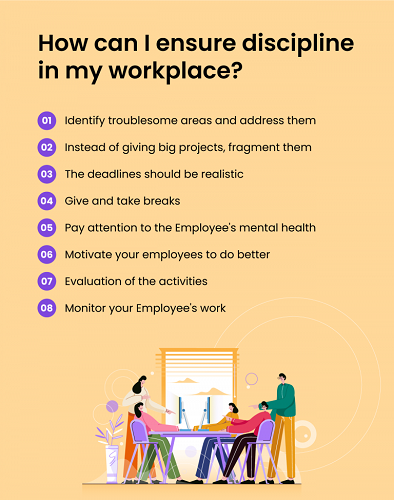 How can I ensure discipline
in my workplace?
01 Identify troublesome areas and address them
02 Instead of giving big projects, fragment them
03 The deadlines should be realistic
04 Give and take breaks
05 Pay attention to the Employee's mental health
06 Motivate your employees to do better
07 Evaluation of the activities
08 Monitor your Employee's work